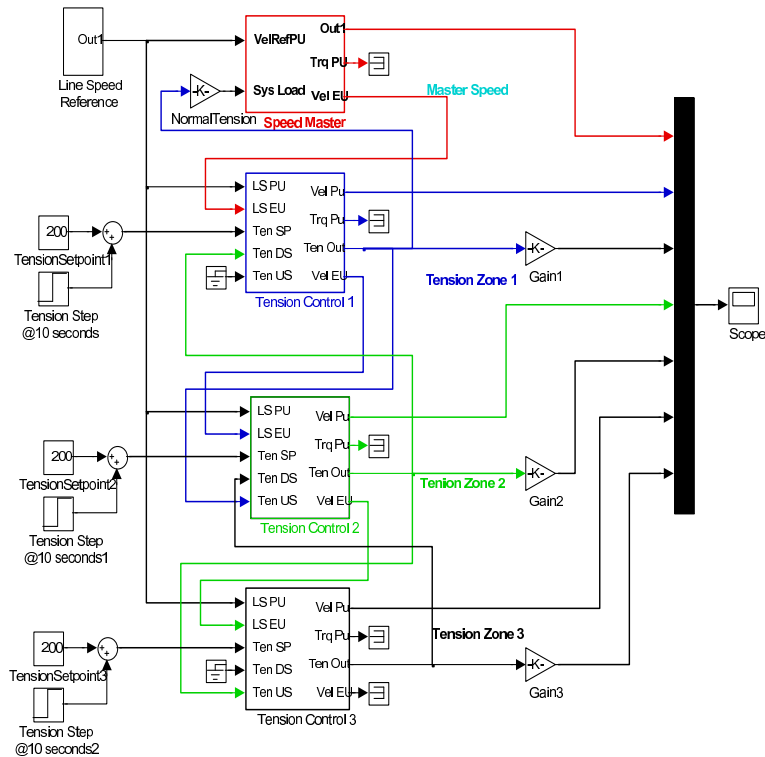 Out1
Line Speed
Reference
VelRefPU
Out1
Trq PU
Sys Load
Vel EU
Speed Master
-K-
NormalTension
Master Speed
LS PU
LS EU
Ten SP
Ten DS
Ten US
Vel Pu
Trq Pu
Ten Out
Vel EU
Tension Control 1
200
TensionSetpoint1
Tension Step
@10 seconds
Tension Zone 1
-K-
Gain1
Scope
LS PU
LS EU
Ten SP
Ten DS
Ten US
Vel Pu
Trq Pu
Ten Out
Vel EU
Tension Control 2
200
TensionSetpoint2
Tension Step
@10 seconds1
Tenion Zone 2
-K-
Gain2
LS PU
LS EU
Ten SP
Ten DS
Ten US
Vel Pu
Trq Pu
Ten Out
Vel EU
Tension Control 3
200
TensionSetpoint3
Tension Step
@10 seconds2
Tension Zone 3
-K-
Gain3